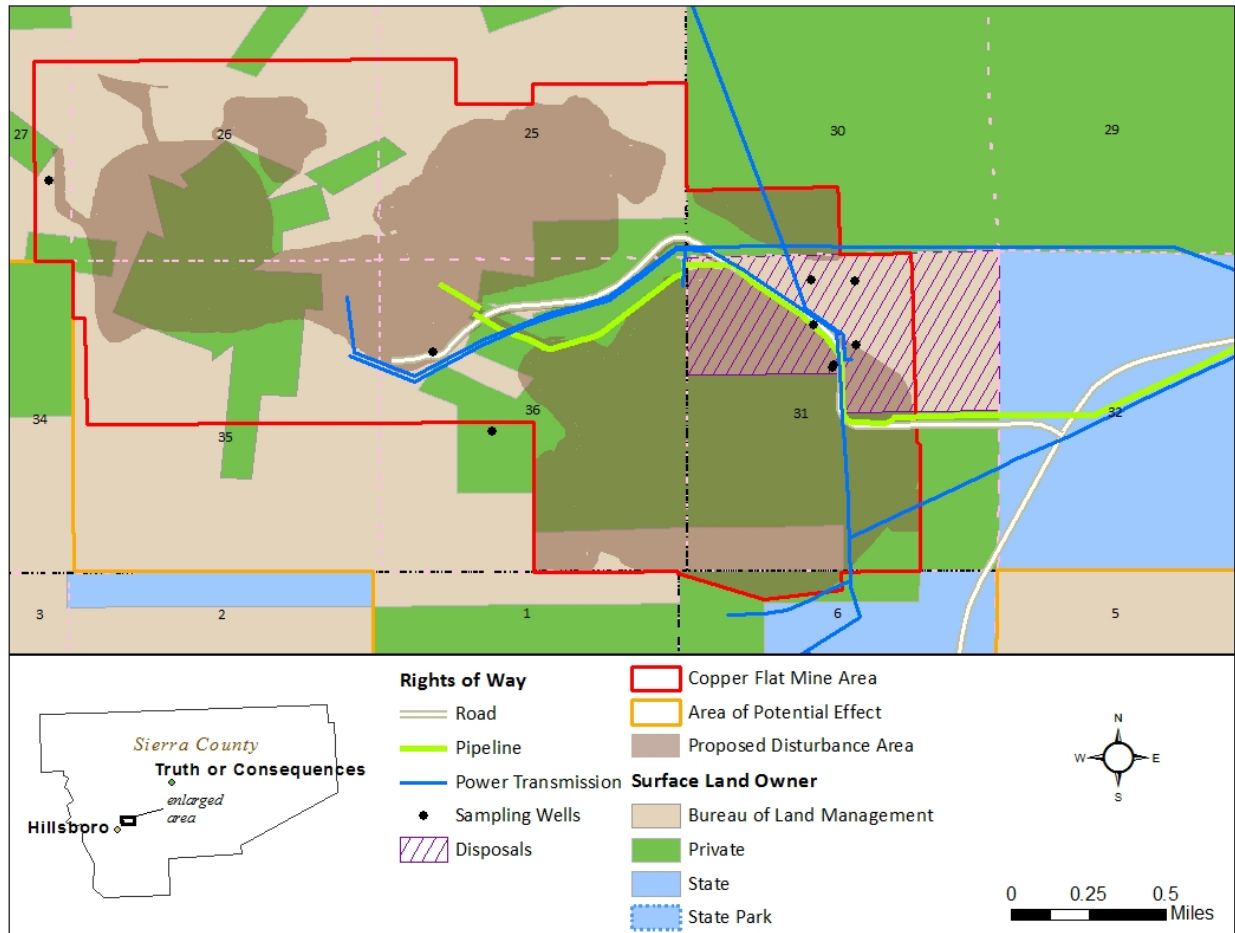 27
26
25
30
29
34
35
36
31
32
3
2
1
6
5
Sierra County
Truth or Consequences
enlarged
area
Hillsboro
Rights of Way
Road
Pipeline
Power Transmission
Sampling Wells
Disposals
Copper Flat Mine Area
Area of Potential Effect
Proposed Disturbance Area
Surface Land Owner
Bureau of Land Management
Private
State
State Park
N
W E
S
0 0.25 0.5
Miles